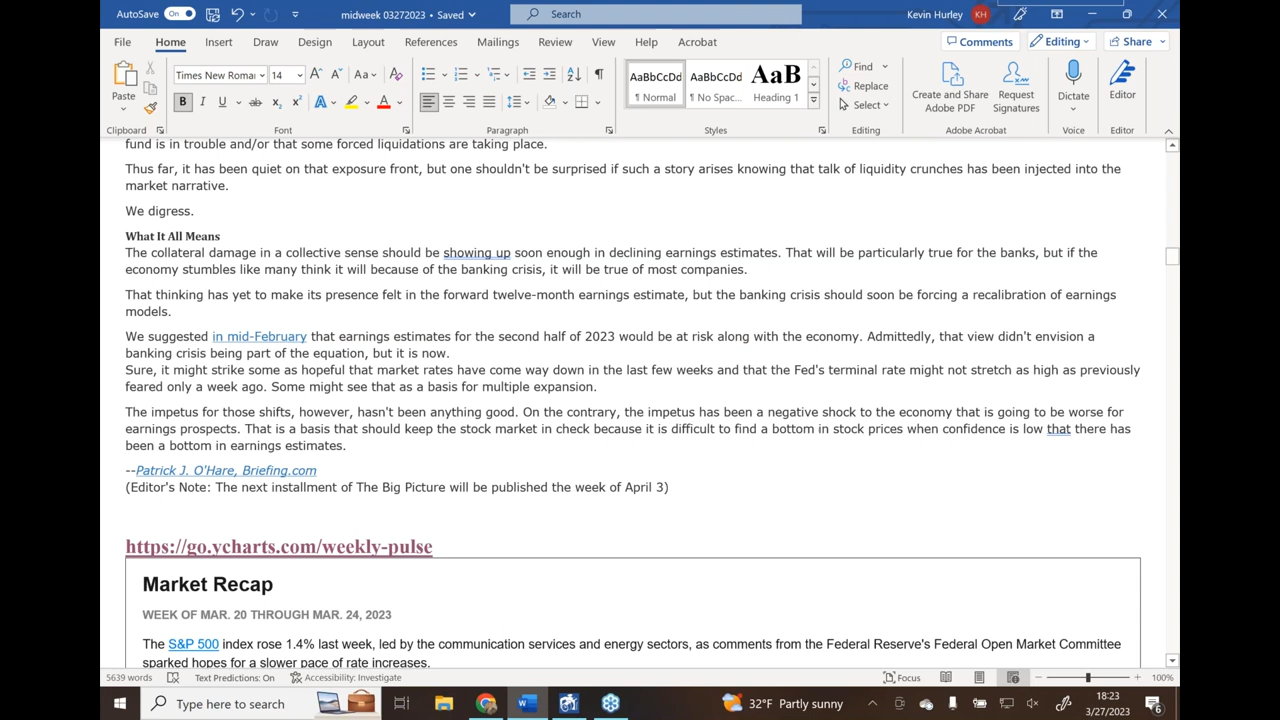 AutoSave On midweek 03272023 • Saved Search Kevin Hurley KH
File Home Insert Draw Design Layout References Mailings Review View Help Acrobat Comments Editing Share
Paste Times New Roma 14 A A Aa A AaBbCcDd AaBbCcDd AaB Find Create and Share Request Dictate Editor
B I U ab x₂ x² A A ¶ Normal ¶ No Spac... Heading 1 Replace Adobe PDF Signatures
Select
Clipboard Font Paragraph Styles Editing Adobe Acrobat Voice Editor
fund is in trouble and/or that some forced liquidations are taking place.
Thus far, it has been quiet on that exposure front, but one shouldn't be surprised if such a story arises knowing that talk of liquidity crunches has been injected into the
market narrative.
We digress.
What It All Means
The collateral damage in a collective sense should be showing up soon enough in declining earnings estimates. That will be particularly true for the banks, but if the
economy stumbles like many think it will because of the banking crisis, it will be true of most companies.
That thinking has yet to make its presence felt in the forward twelve-month earnings estimate, but the banking crisis should soon be forcing a recalibration of earnings
models.
We suggested in mid-February that earnings estimates for the second half of 2023 would be at risk along with the economy. Admittedly, that view didn't envision a
banking crisis being part of the equation, but it is now.
Sure, it might strike some as hopeful that market rates have come way down in the last few weeks and that the Fed's terminal rate might not stretch as high as previously
feared only a week ago. Some might see that as a basis for multiple expansion.
The impetus for those shifts, however, hasn't been anything good. On the contrary, the impetus has been a negative shock to the economy that is going to be worse for
earnings prospects. That is a basis that should keep the stock market in check because it is difficult to find a bottom in stock prices when confidence is low that there has
been a bottom in earnings estimates.
--Patrick J. O'Hare, Briefing.com
(Editor's Note: The next installment of The Big Picture will be published the week of April 3)
https://go.ycharts.com/weekly-pulse
Market Recap
WEEK OF MAR. 20 THROUGH MAR. 24, 2023
The S&P 500 index rose 1.4% last week, led by the communication services and energy sectors, as comments from the Federal Reserve's Federal Open Market Committee
sparked hopes for a slower pace of rate increases.
5639 words Text Predictions: On Accessibility: Investigate Focus 100%
Type here to search 32°F Partly sunny 18:23
3/27/2023 6